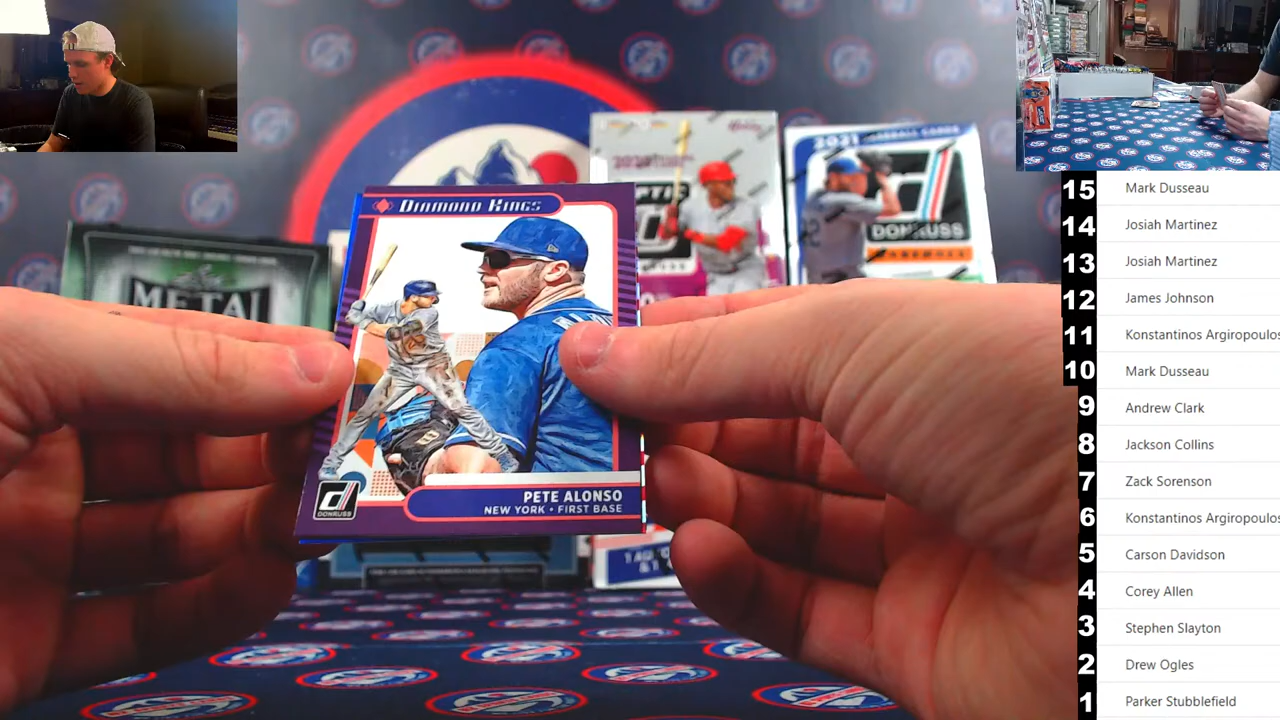 DIAMOND KINGS
PETE ALONSO
NEW YORK • FIRST BASE
DONRUSS
METAL
2021
DONRUSS
15 Mark Dusseau
14 Josiah Martinez
13 Josiah Martinez
12 James Johnson
11 Konstantinos Argiropoulos
10 Mark Dusseau
9 Andrew Clark
8 Jackson Collins
7 Zack Sorenson
6 Konstantinos Argiropoulos
5 Carson Davidson
4 Corey Allen
3 Stephen Slayton
2 Drew Ogles
1 Parker Stubblefield